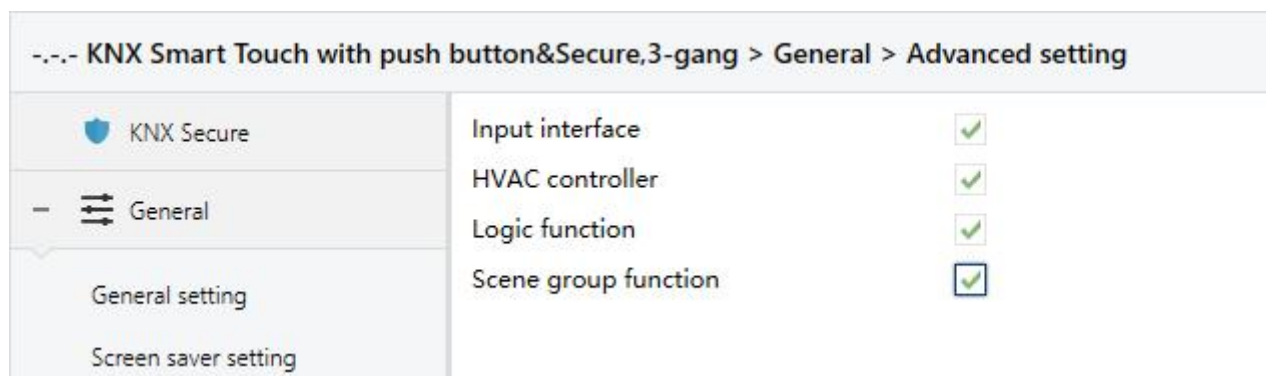 -.-.- KNX Smart Touch with push button&Secure,3-gang > General > Advanced setting
KNX Secure
General
General setting
Screen saver setting
Input interface
HVAC controller
Logic function
Scene group function